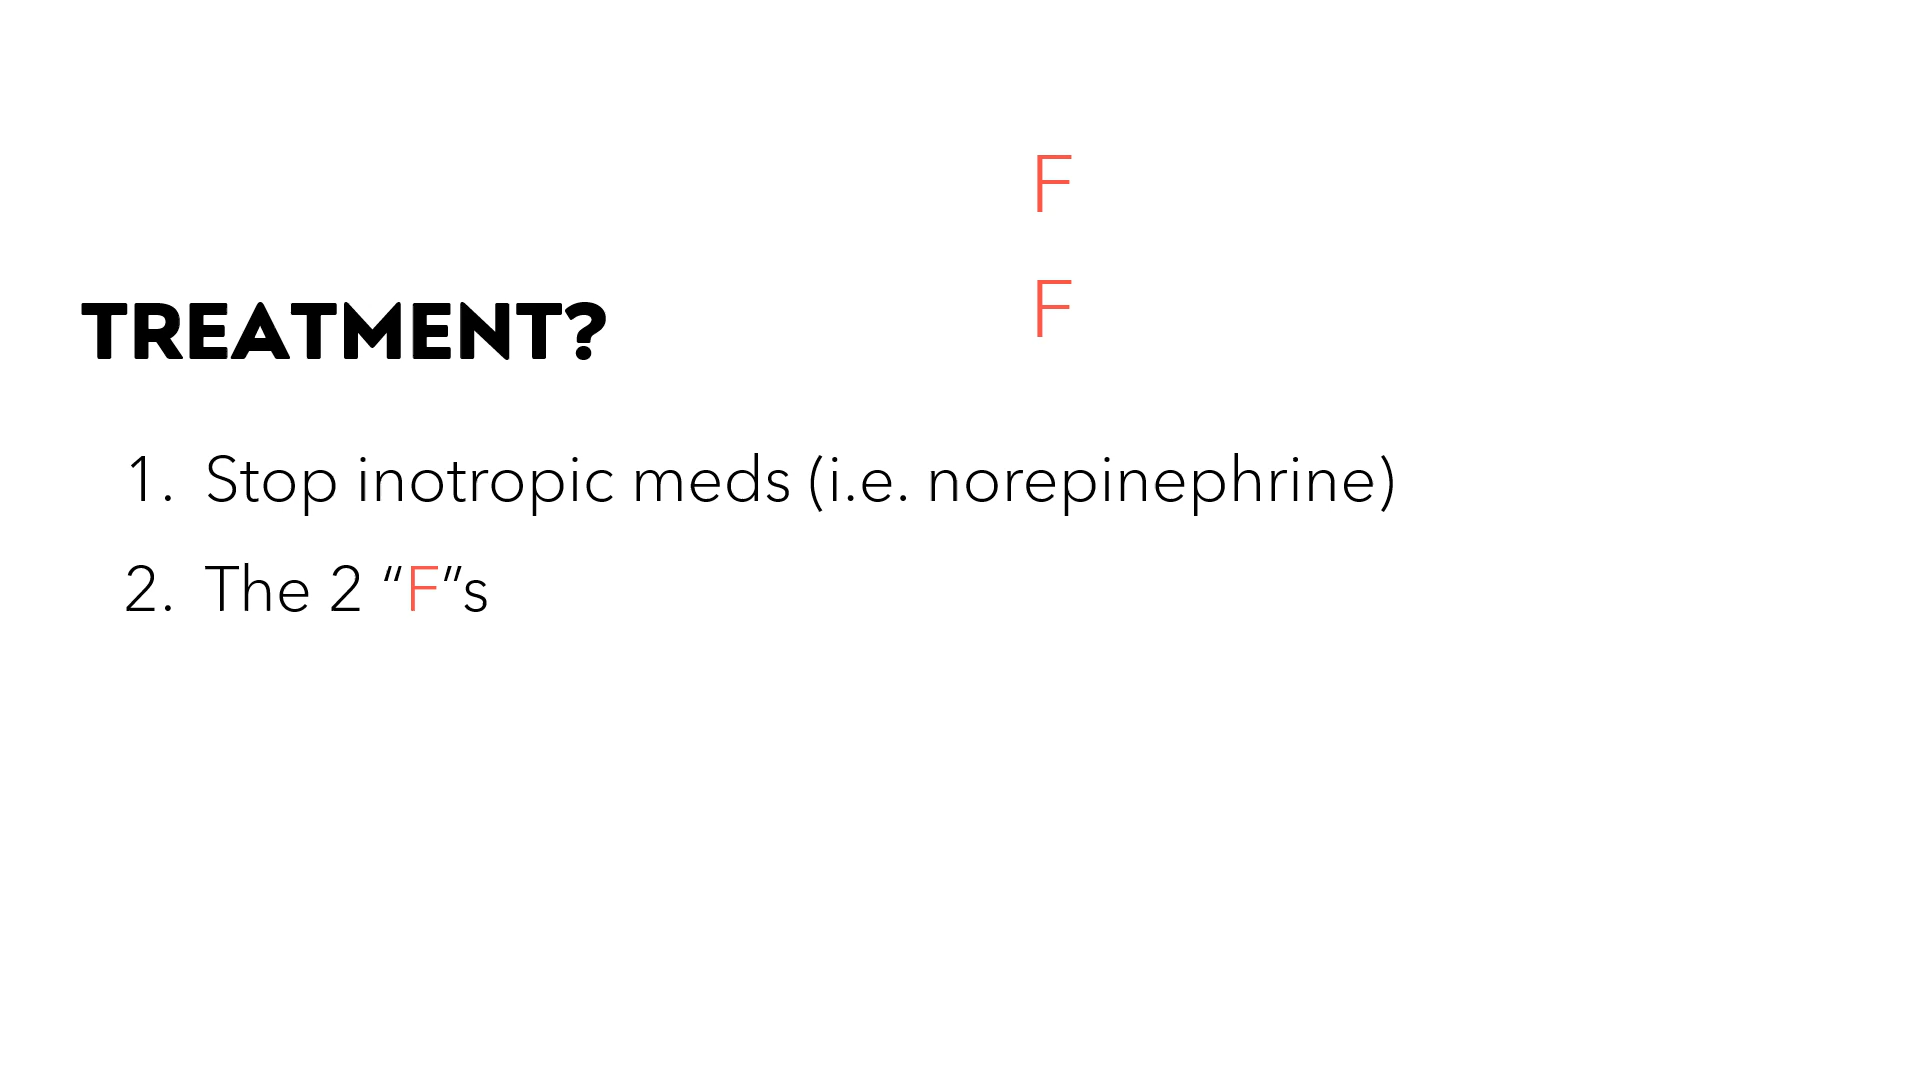 F
F
TREATMENT?
1. Stop inotropic meds (i.e. norepinephrine)
2. The 2 “F”s